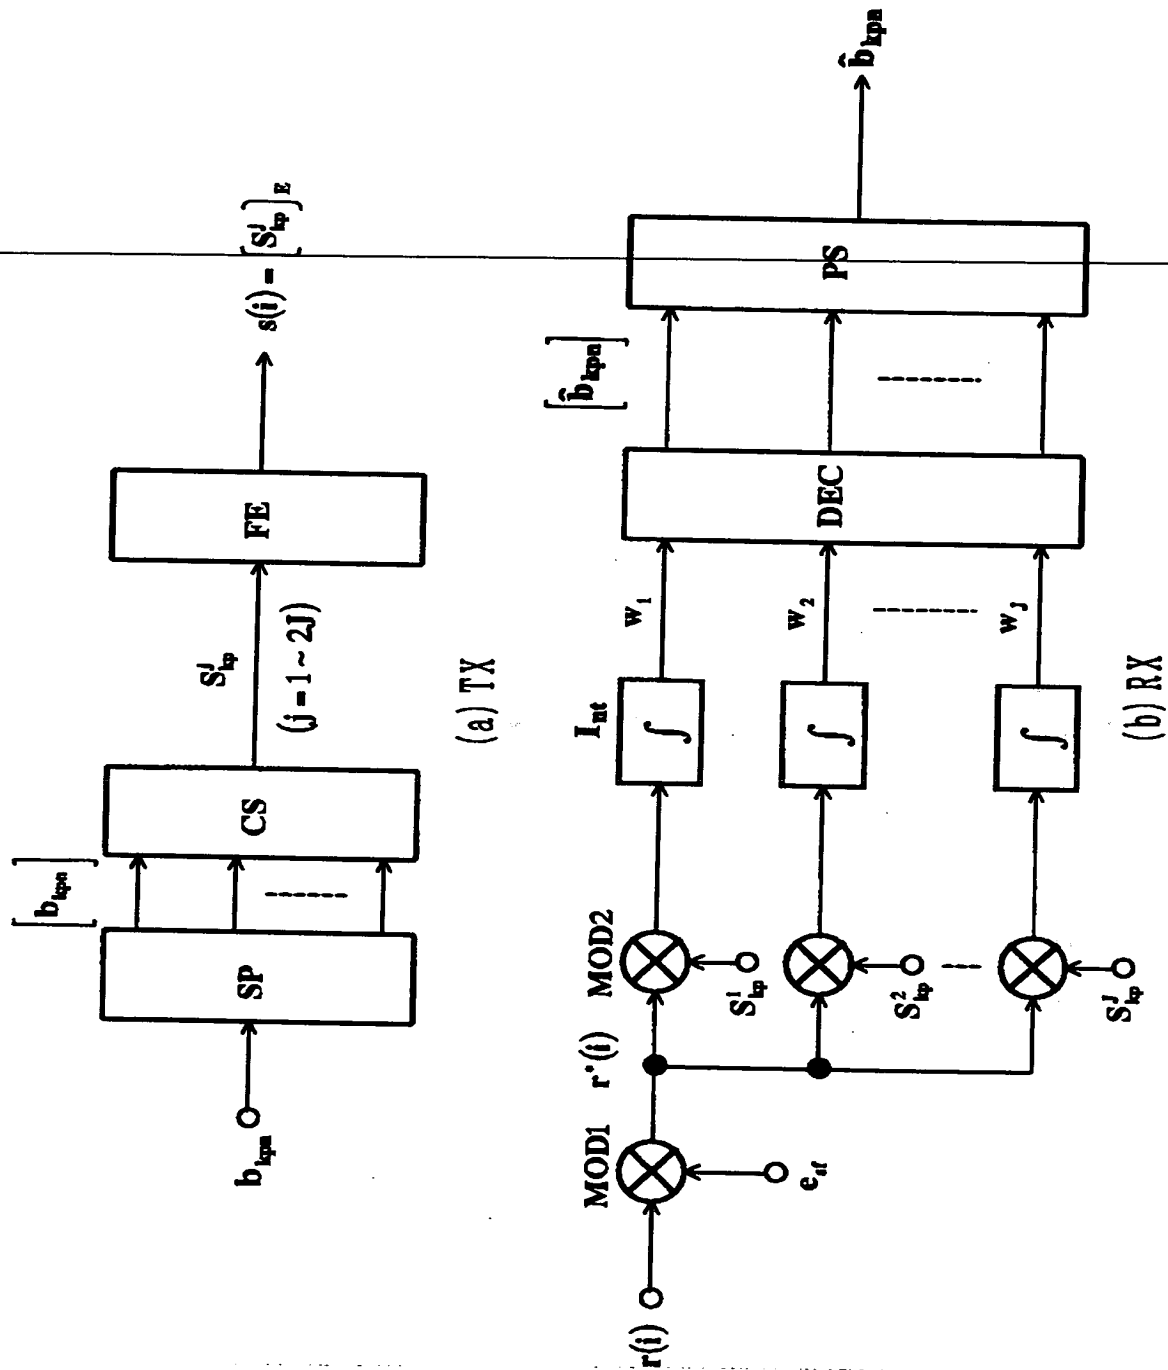 b_kpn
SP
[b_kpn]
CS
S^j_kp
(j = 1 ~ 2J)
FE
s(i) = [S^j_kp]_E
(a) TX
r(i)
MOD1
r*(i)
MOD2
I_nt
w_1
[b̂_kpn]
∫
DEC
PS
b̂_kpn
S^1_kp
∫
w_2
S^2_kp
∫
w_J
S^J_kp
(b) RX